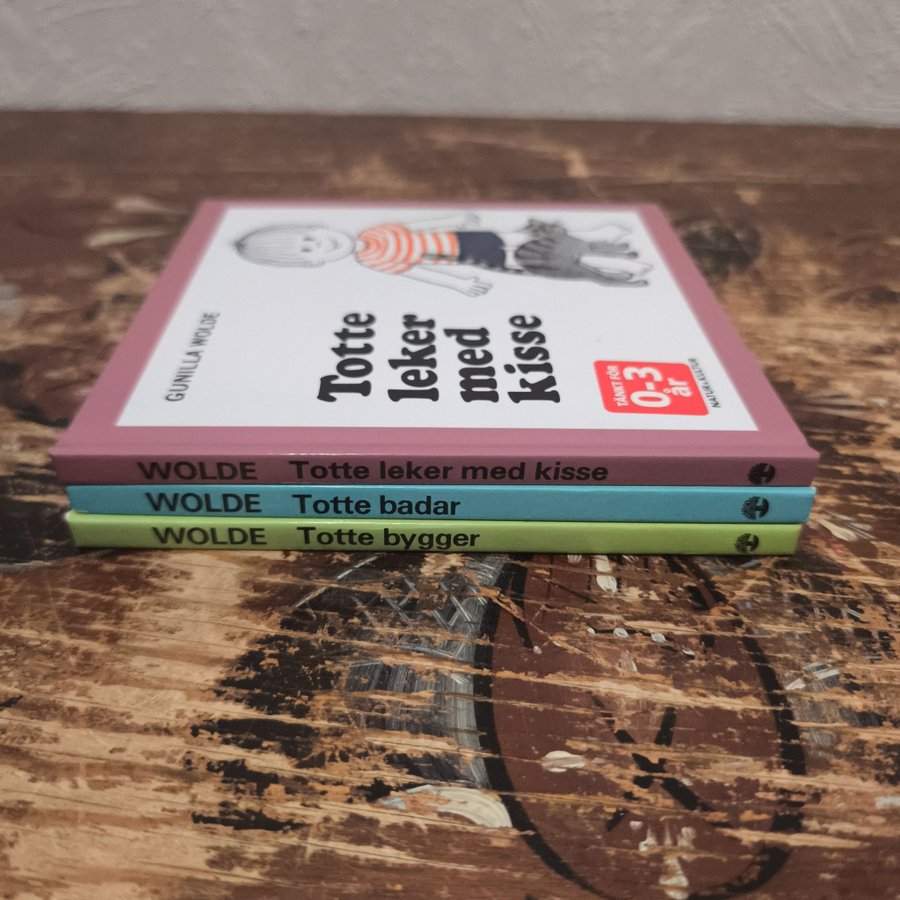 GUNILLA WOLDE
Totte
leker
med
kisse
TÄNKT FÖR
0-3
år
NATUR & KULTUR
WOLDE Totte leker med kisse
WOLDE Totte badar
WOLDE Totte bygger